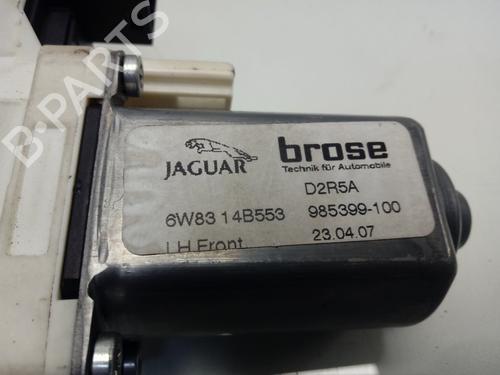 B-PARTS
JAGUAR
brose
Technik für Automobile
D2R5A
6W83 14B553 985399-100
LH Front 23.04.07